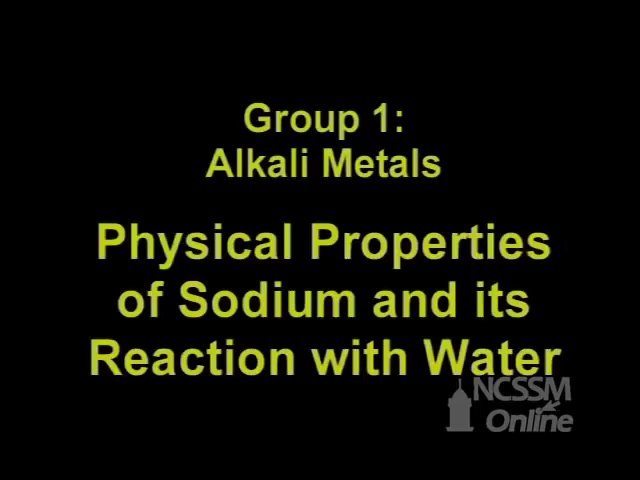 Group 1:
Alkali Metals
Physical Properties
of Sodium and its
Reaction with Water
NCSSM
Online